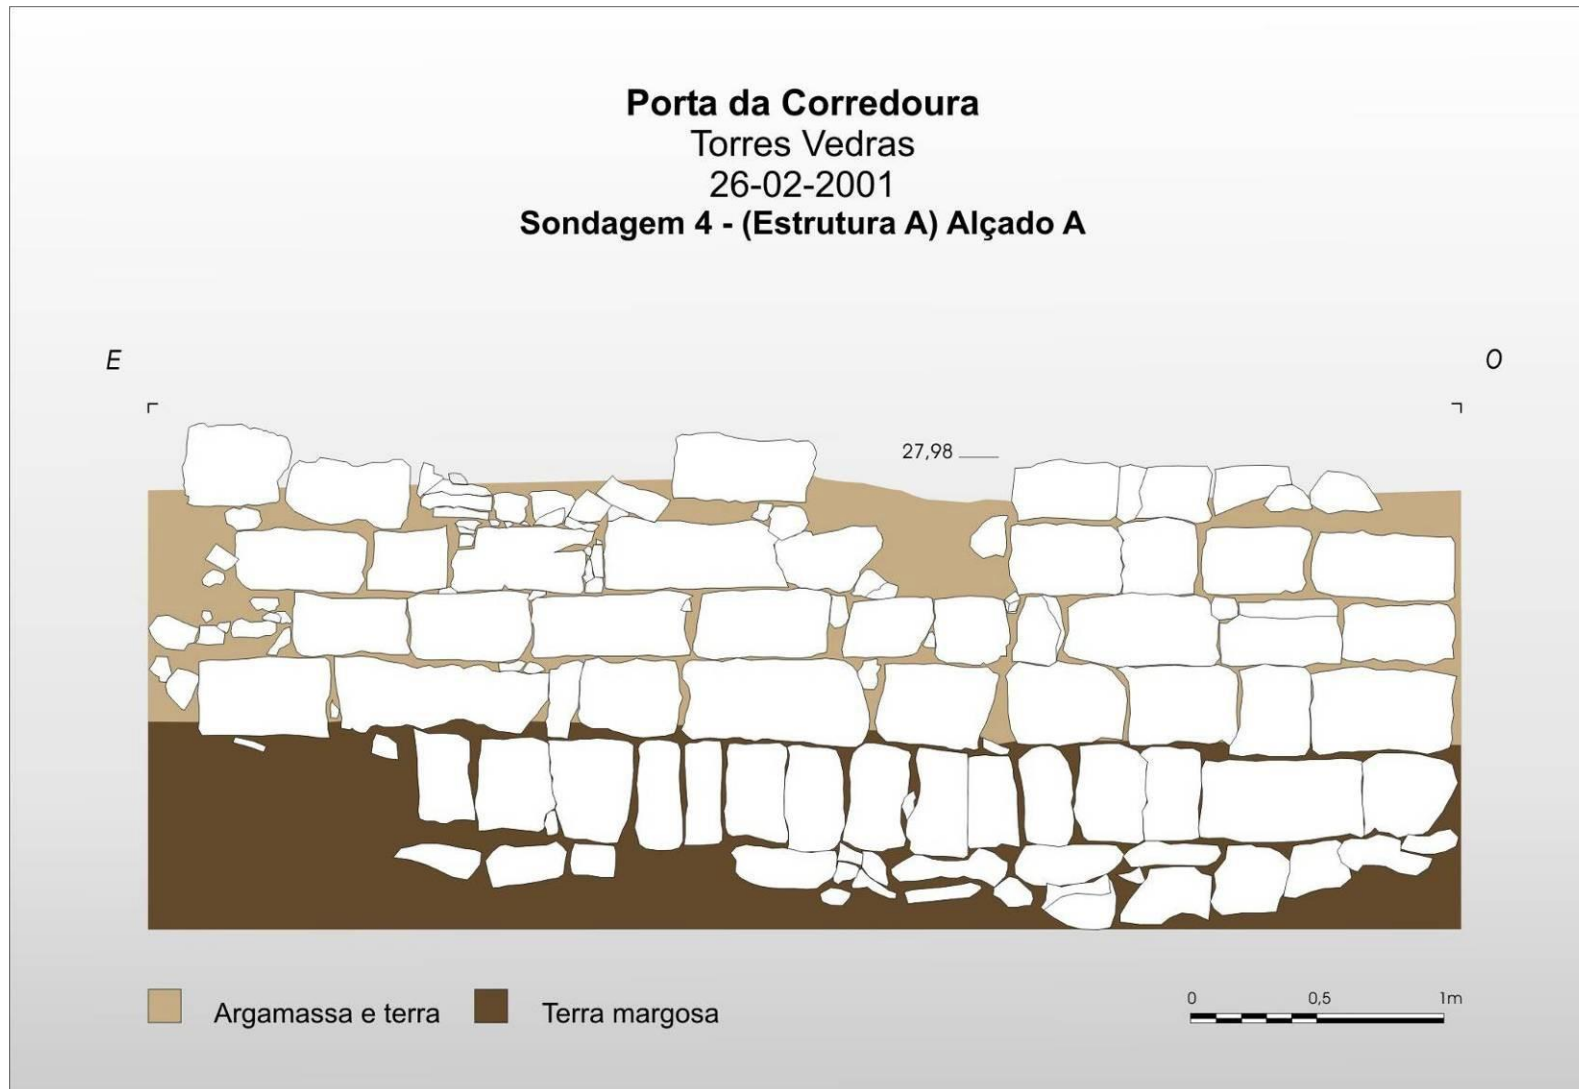 Porta da Corredoura
Torres Vedras
26-02-2001
Sondagem 4 - (Estrutura A) Alçado A
E
O
27,98
Argamassa e terra
Terra margosa
0 0,5 1m